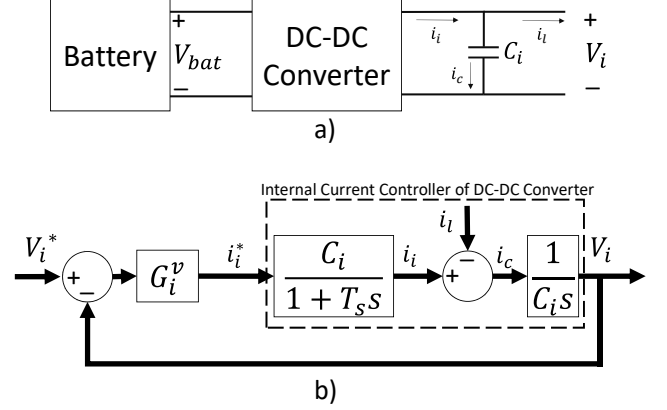 Battery
+
V_bat
−
DC-DC
Converter
i_i
i_c
C_i
i_l
+
V_i
−
a)
Internal Current Controller of DC-DC Converter
V_i^*
+
−
G_i^v
i_i^*
C_i
1 + T_s s
i_i
i_l
+
−
i_c
1
C_i s
V_i
b)